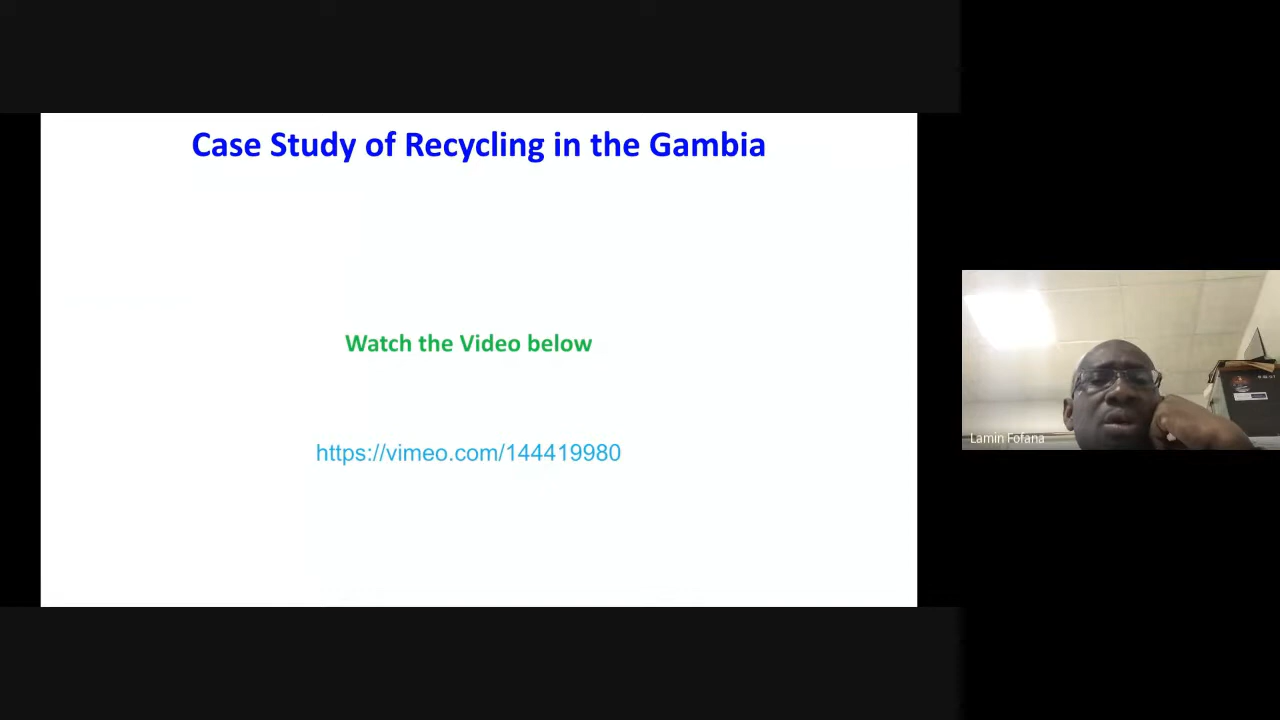 Case Study of Recycling in the Gambia
Watch the Video below
https://vimeo.com/144419980
Lamin Fofana